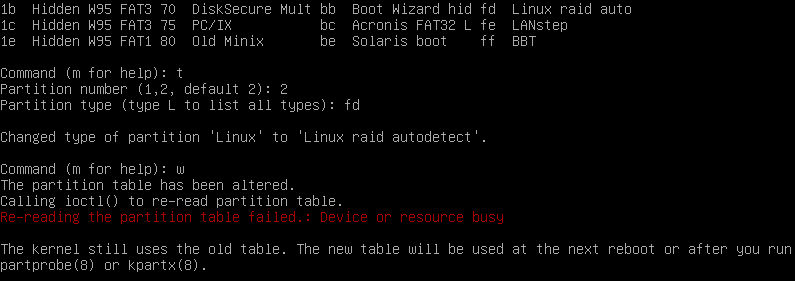 1b  Hidden W95 FAT3 70  DiskSecure Mult bb  Boot Wizard hid fd  Linux raid auto
1c  Hidden W95 FAT3 75  PC/IX           bc  Acronis FAT32 L fe  LANstep
1e  Hidden W95 FAT1 80  Old Minix       be  Solaris boot    ff  BBT
Command (m for help): t
Partition number (1,2, default 2): 2
Partition type (type L to list all types): fd
Changed type of partition 'Linux' to 'Linux raid autodetect'.
Command (m for help): w
The partition table has been altered.
Calling ioctl() to re-read partition table.
Re-reading the partition table failed.: Device or resource busy
The kernel still uses the old table. The new table will be used at the next reboot or after you run
partprobe(8) or kpartx(8).